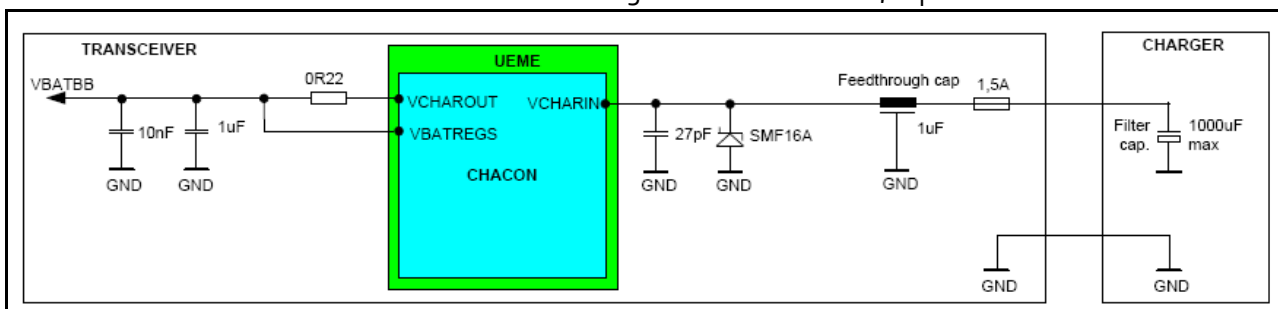 TRANSCEIVER
CHARGER
UEME
VBATBB
0R22
VCHAROUT
VCHARIN
VBATREGS
CHACON
10nF
1uF
27pF
SMF16A
Feedthrough cap
1,5A
1uF
Filter
cap.
1000uF
max
GND
GND
GND
GND
GND
GND
GND